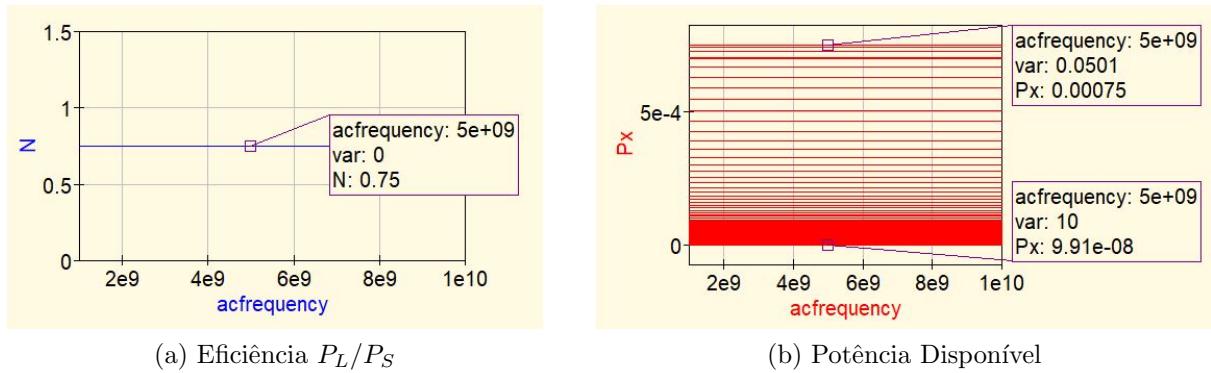 1.5
1
0.5
0
N
2e9 4e9 6e9 8e9 1e10
acfrequency
acfrequency: 5e+09
var: 0
N: 0.75
(a) Eficiência P_L/P_S
5e-4
0
Px
2e9 4e9 6e9 8e9 1e10
acfrequency
acfrequency: 5e+09
var: 0.0501
Px: 0.00075
acfrequency: 5e+09
var: 10
Px: 9.91e-08
(b) Potência Disponível